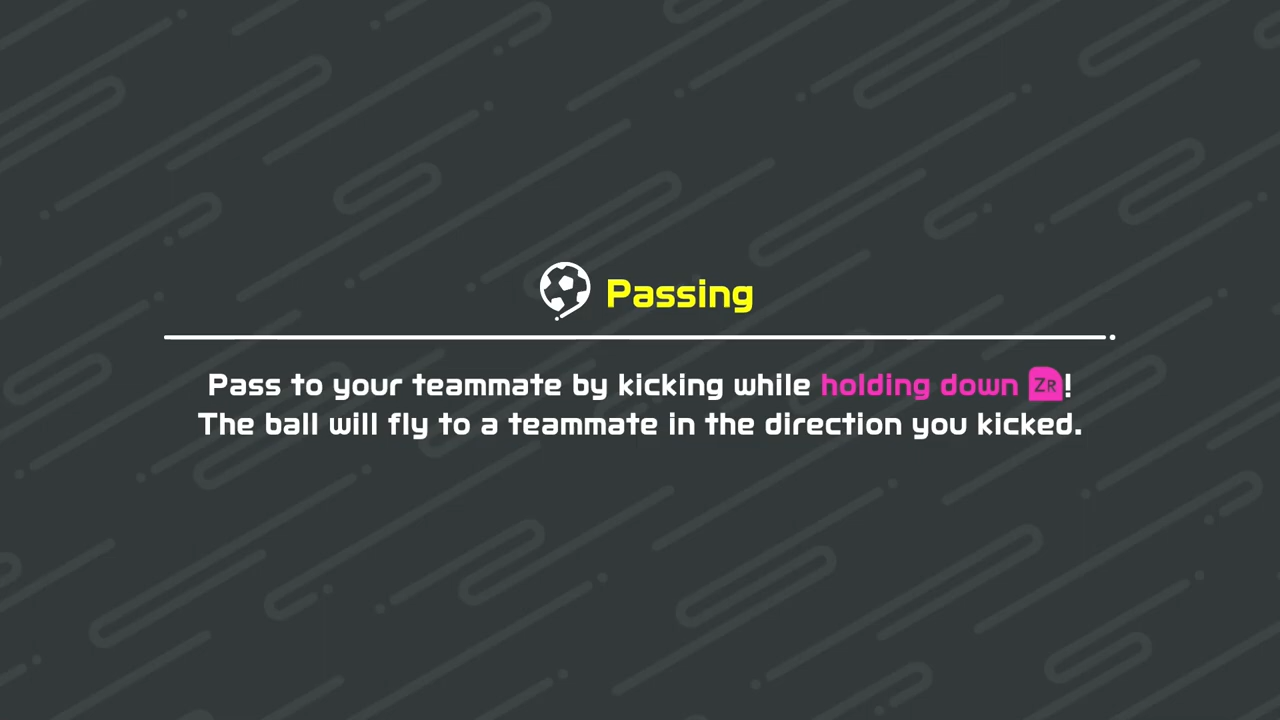 Passing
Pass to your teammate by kicking while holding down ZR!
The ball will fly to a teammate in the direction you kicked.